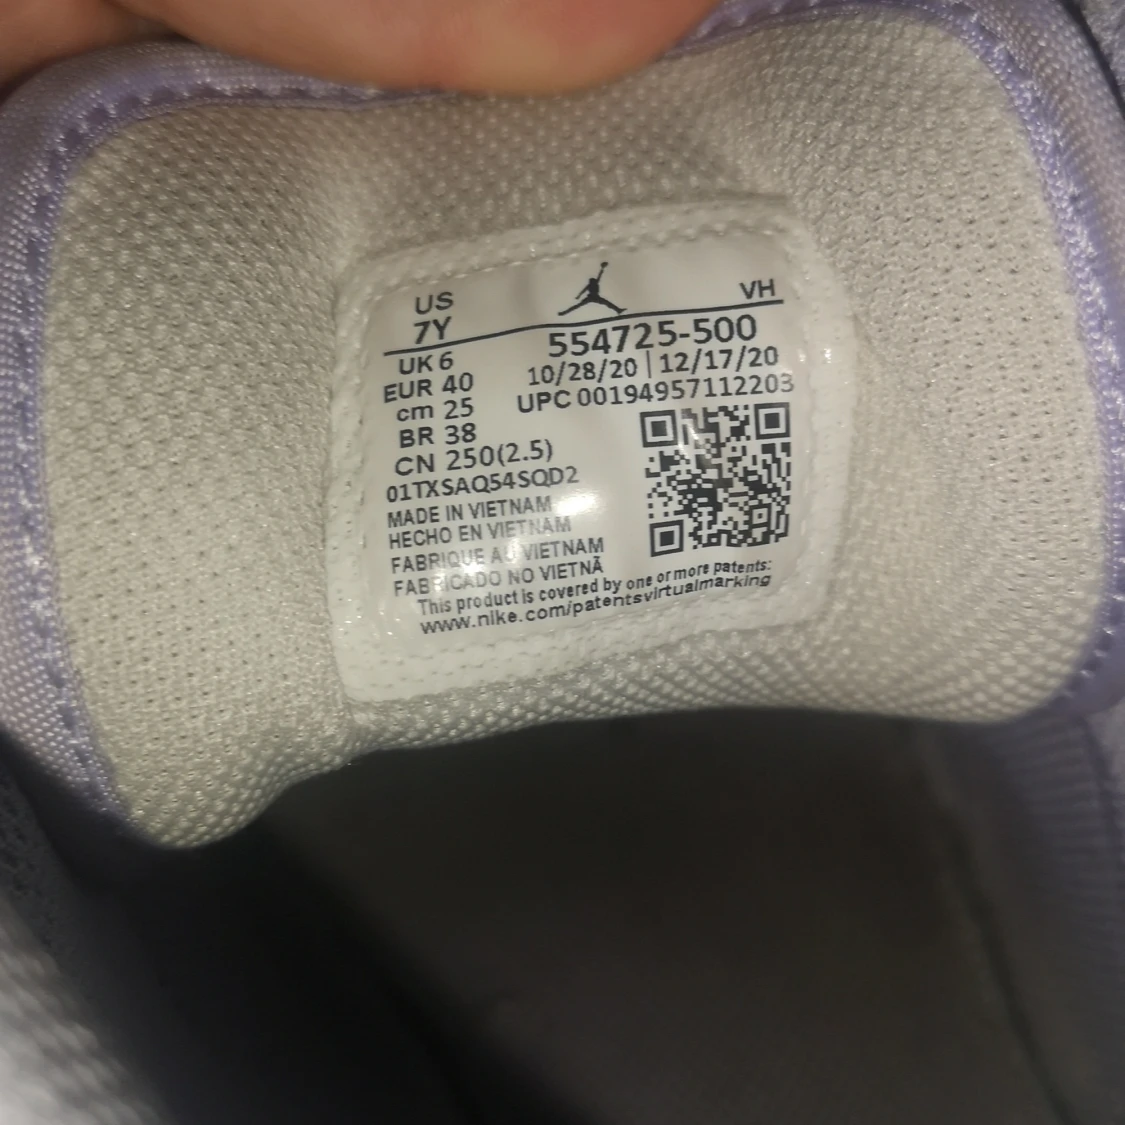 US
7Y
VH
UK 6
EUR 40
cm 25
BR 38
CN 250(2.5)
554725-500
10/28/20 | 12/17/20
UPC 00194957112203
01TXSAQ54SQD2
MADE IN VIETNAM
HECHO EN VIETNAM
FABRIQUE AU VIETNAM
FABRICADO NO VIETNÃ
This product is covered by one or more patents:
www.nike.com/patentsvirtualmarking